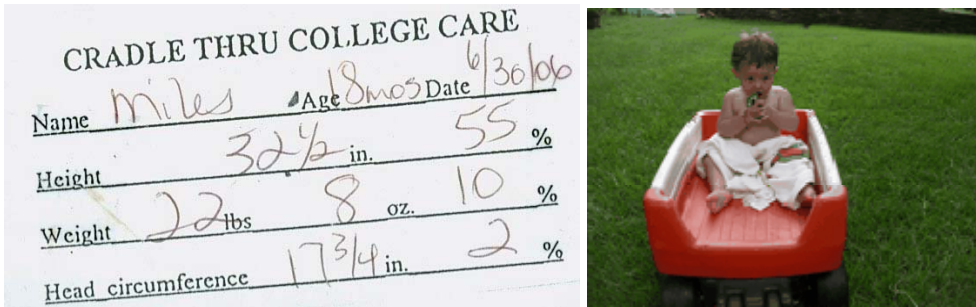 CRADLE THRU COLLEGE CARE
Name Miles Age 18mos Date 6/30/06
Height 32 1/2 in. 55 %
Weight 22 lbs 8 oz. 10 %
Head circumference 17 3/4 in. 2 %